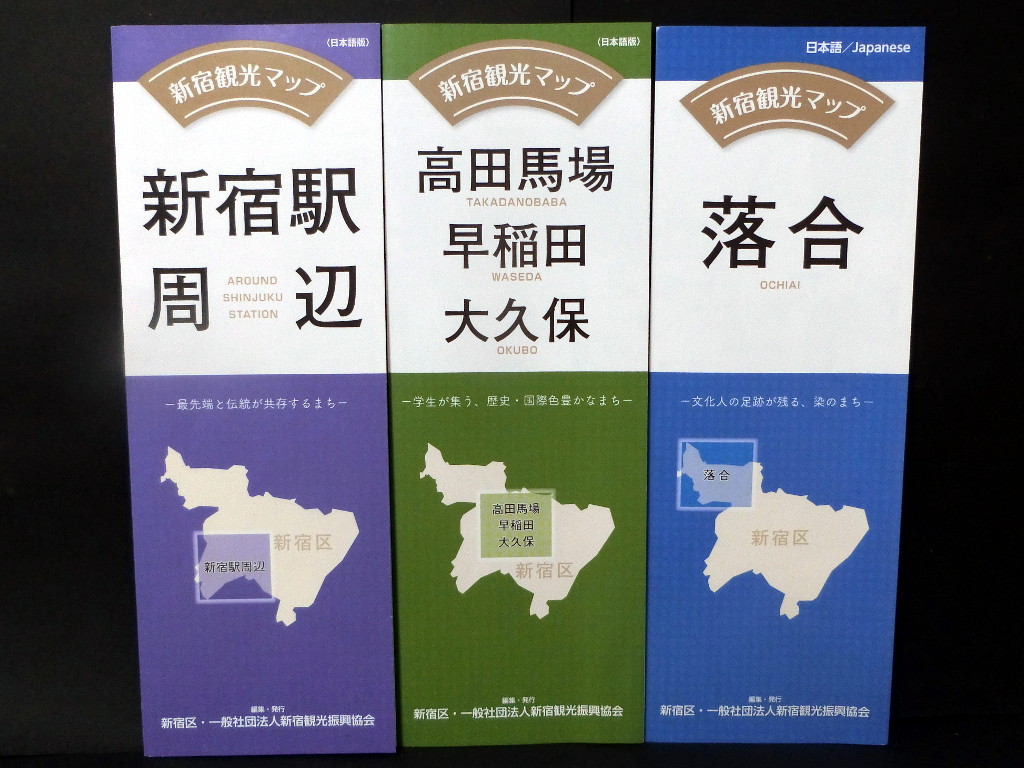 〈日本語版〉
新宿観光マップ
新宿駅
周辺
AROUND
SHINJUKU
STATION
－最先端と伝統が共存するまち－
新宿区
新宿駅周辺
編集・発行
新宿区・一般社団法人新宿観光振興協会
〈日本語版〉
新宿観光マップ
高田馬場
TAKADANOBABA
早稲田
WASEDA
大久保
OKUBO
－学生が集う、歴史・国際色豊かなまち－
高田馬場
早稲田
大久保
新宿区
編集・発行
新宿区・一般社団法人新宿観光振興協会
日本語／Japanese
新宿観光マップ
落合
OCHIAI
－文化人の足跡が残る、染のまち－
落合
新宿区
編集・発行
新宿区・一般社団法人新宿観光振興協会